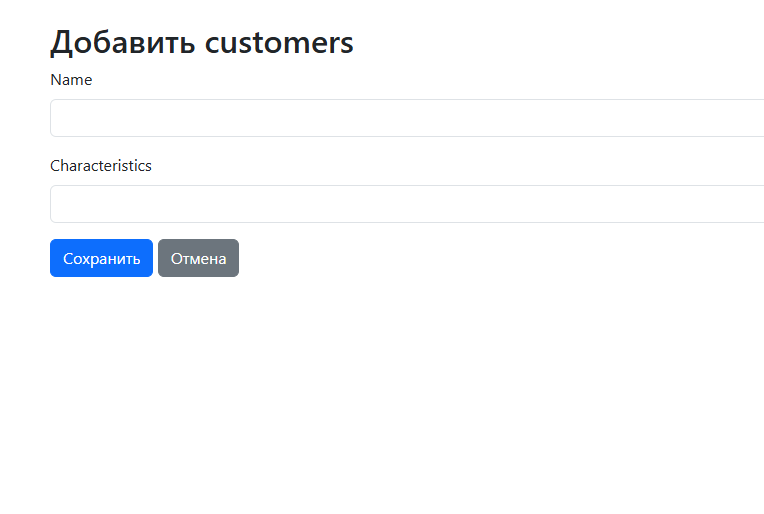 Добавить customers
Name
Characteristics
Сохранить Отмена